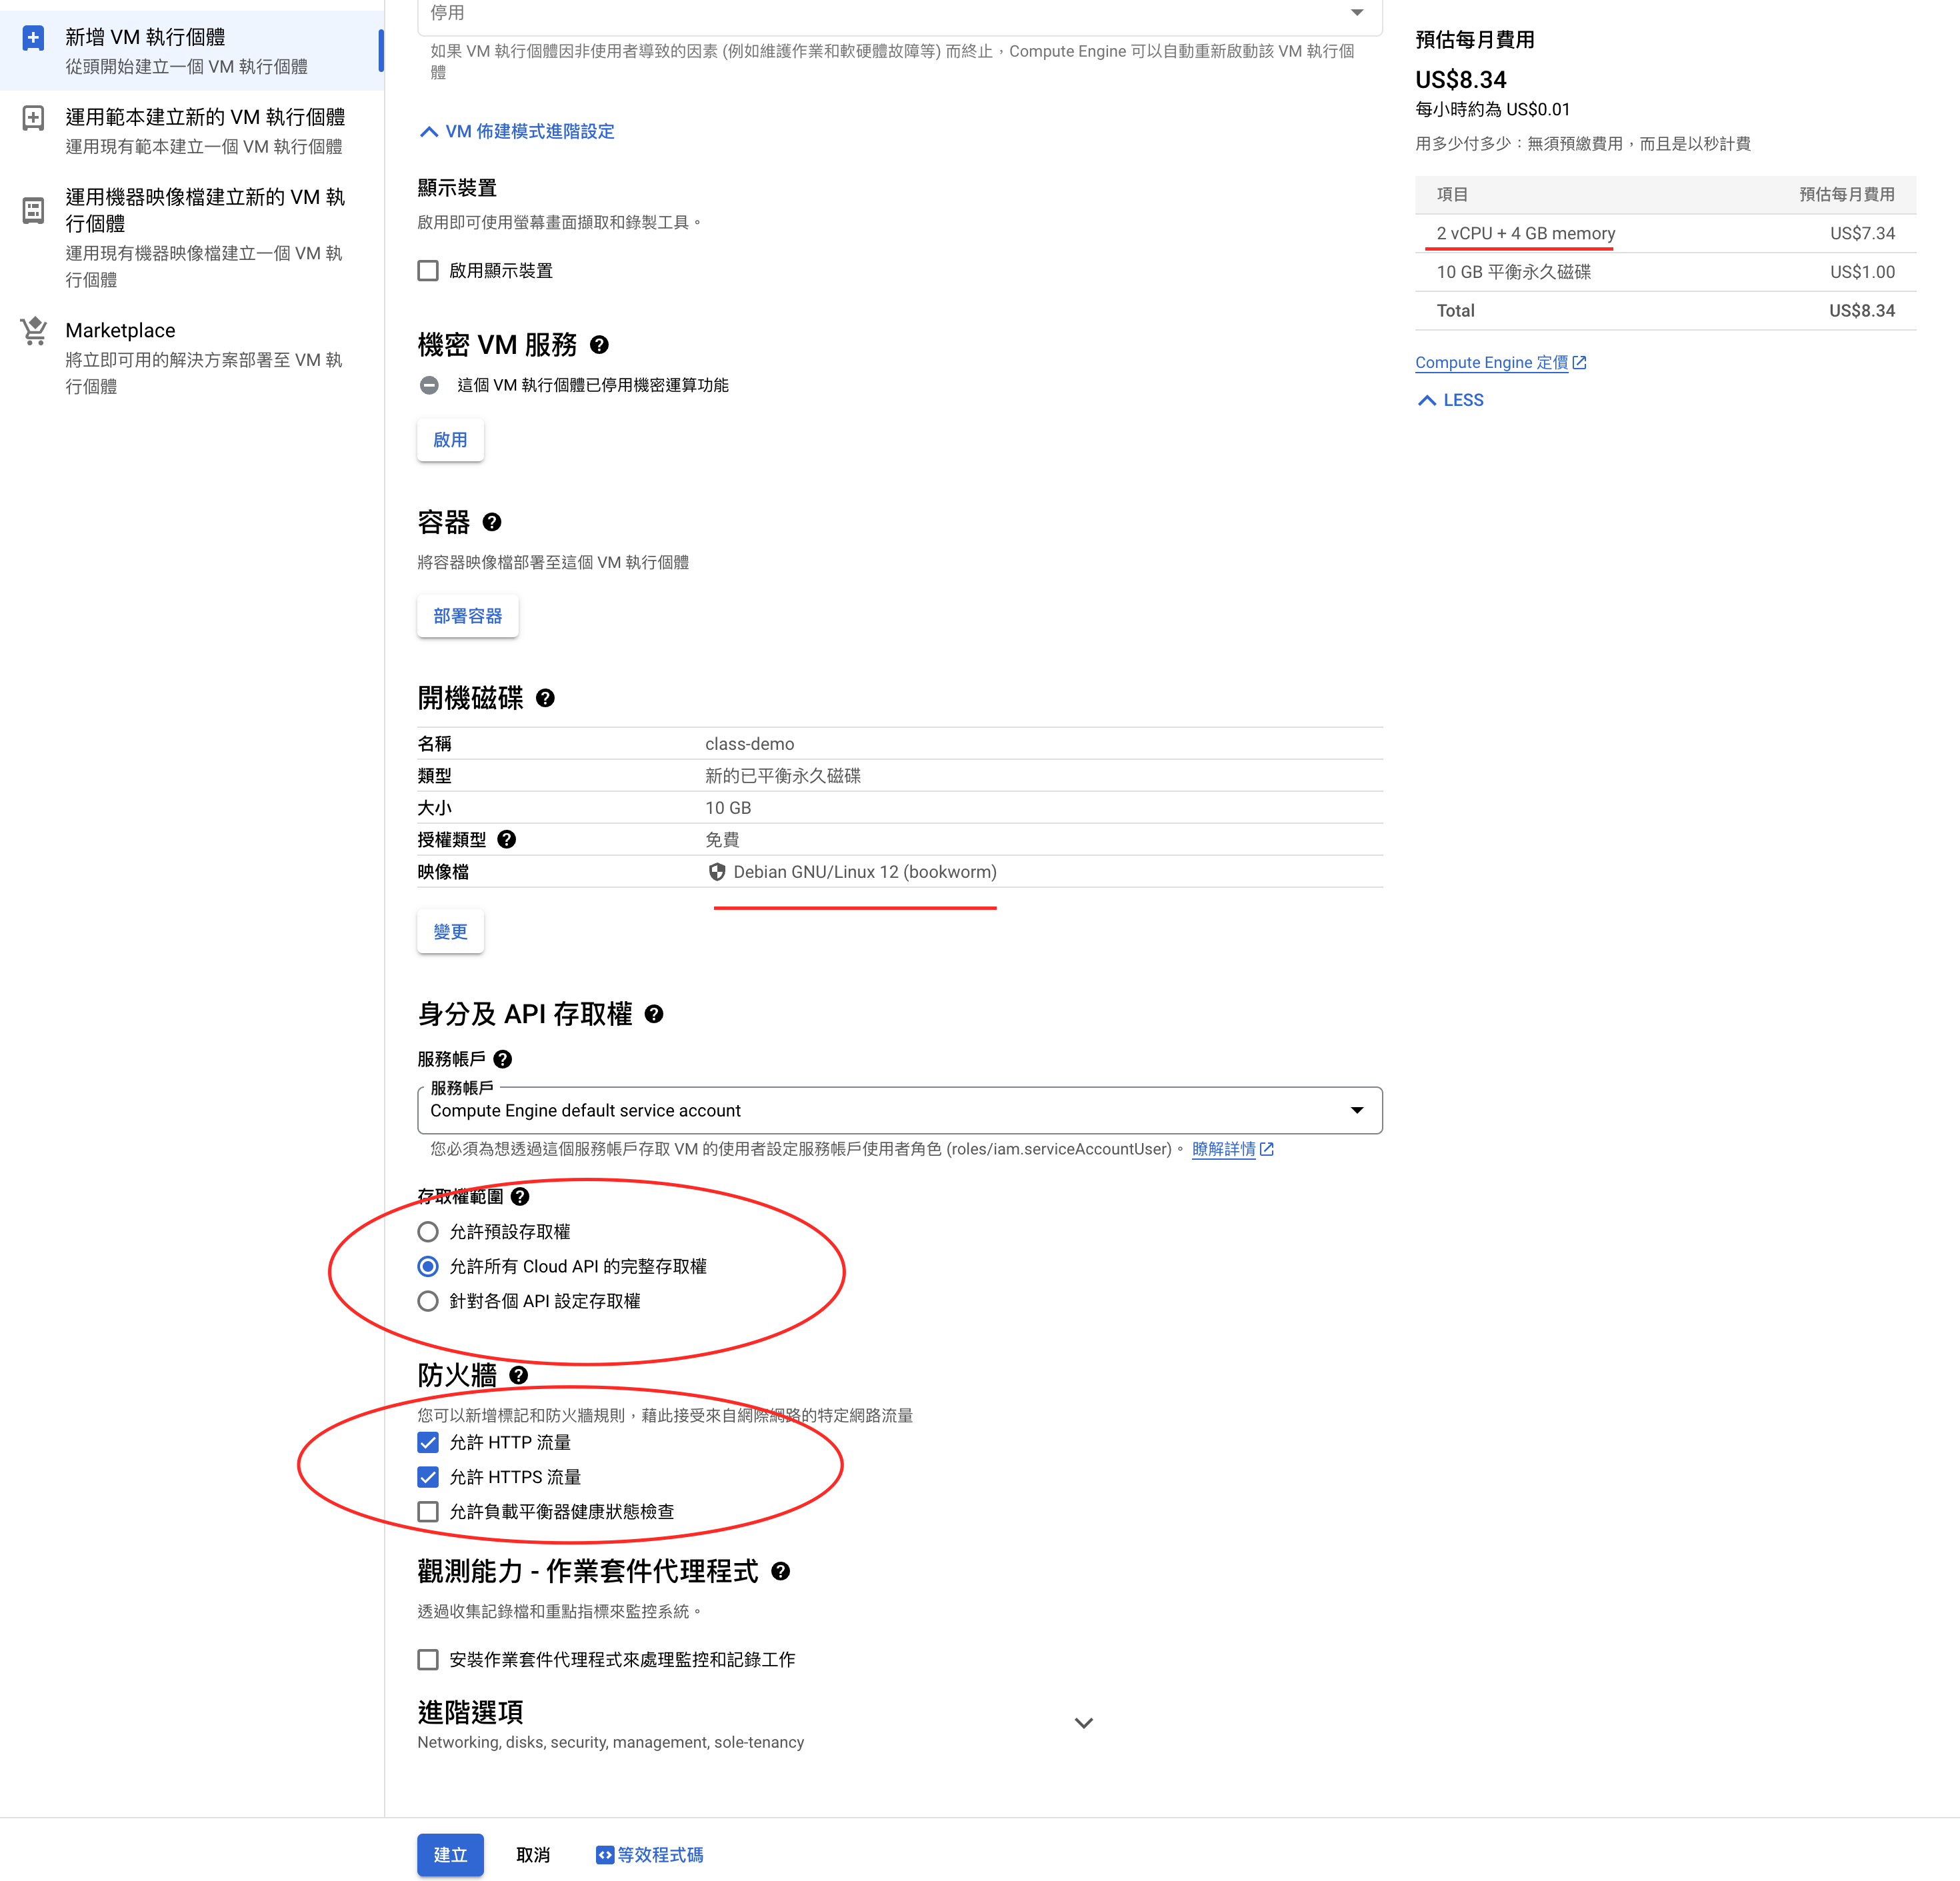 新增 VM 執行個體
從頭開始建立一個 VM 執行個體
運用範本建立新的 VM 執行個體
運用現有範本建立一個 VM 執行個體
運用機器映像檔建立新的 VM 執
行個體
運用現有機器映像檔建立一個 VM 執
行個體
Marketplace
將立即可用的解決方案部署至 VM 執
行個體
停用
如果 VM 執行個體因非使用者導致的因素 (例如維護作業和軟硬體故障等) 而終止，Compute Engine 可以自動重新啟動該 VM 執行個
體
VM 佈建模式進階設定
顯示裝置
啟用即可使用螢幕畫面擷取和錄製工具。
啟用顯示裝置
機密 VM 服務
這個 VM 執行個體已停用機密運算功能
啟用
容器
將容器映像檔部署至這個 VM 執行個體
部署容器
開機磁碟
名稱 class-demo
類型 新的已平衡永久磁碟
大小 10 GB
授權類型 免費
映像檔 Debian GNU/Linux 12 (bookworm)
變更
身分及 API 存取權
服務帳戶
服務帳戶
Compute Engine default service account
您必須為想透過這個服務帳戶存取 VM 的使用者設定服務帳戶使用者角色 (roles/iam.serviceAccountUser)。 瞭解詳情
存取權範圍
允許預設存取權
允許所有 Cloud API 的完整存取權
針對各個 API 設定存取權
防火牆
您可以新增標記和防火牆規則，藉此接受來自網際網路的特定網路流量
允許 HTTP 流量
允許 HTTPS 流量
允許負載平衡器健康狀態檢查
觀測能力 - 作業套件代理程式
透過收集記錄檔和重點指標來監控系統。
安裝作業套件代理程式來處理監控和記錄工作
進階選項
Networking, disks, security, management, sole-tenancy
建立 取消 等效程式碼
預估每月費用
US$8.34
每小時約為 US$0.01
用多少付多少：無須預繳費用，而且是以秒計費
項目 預估每月費用
2 vCPU + 4 GB memory US$7.34
10 GB 平衡永久磁碟 US$1.00
Total US$8.34
Compute Engine 定價
LESS